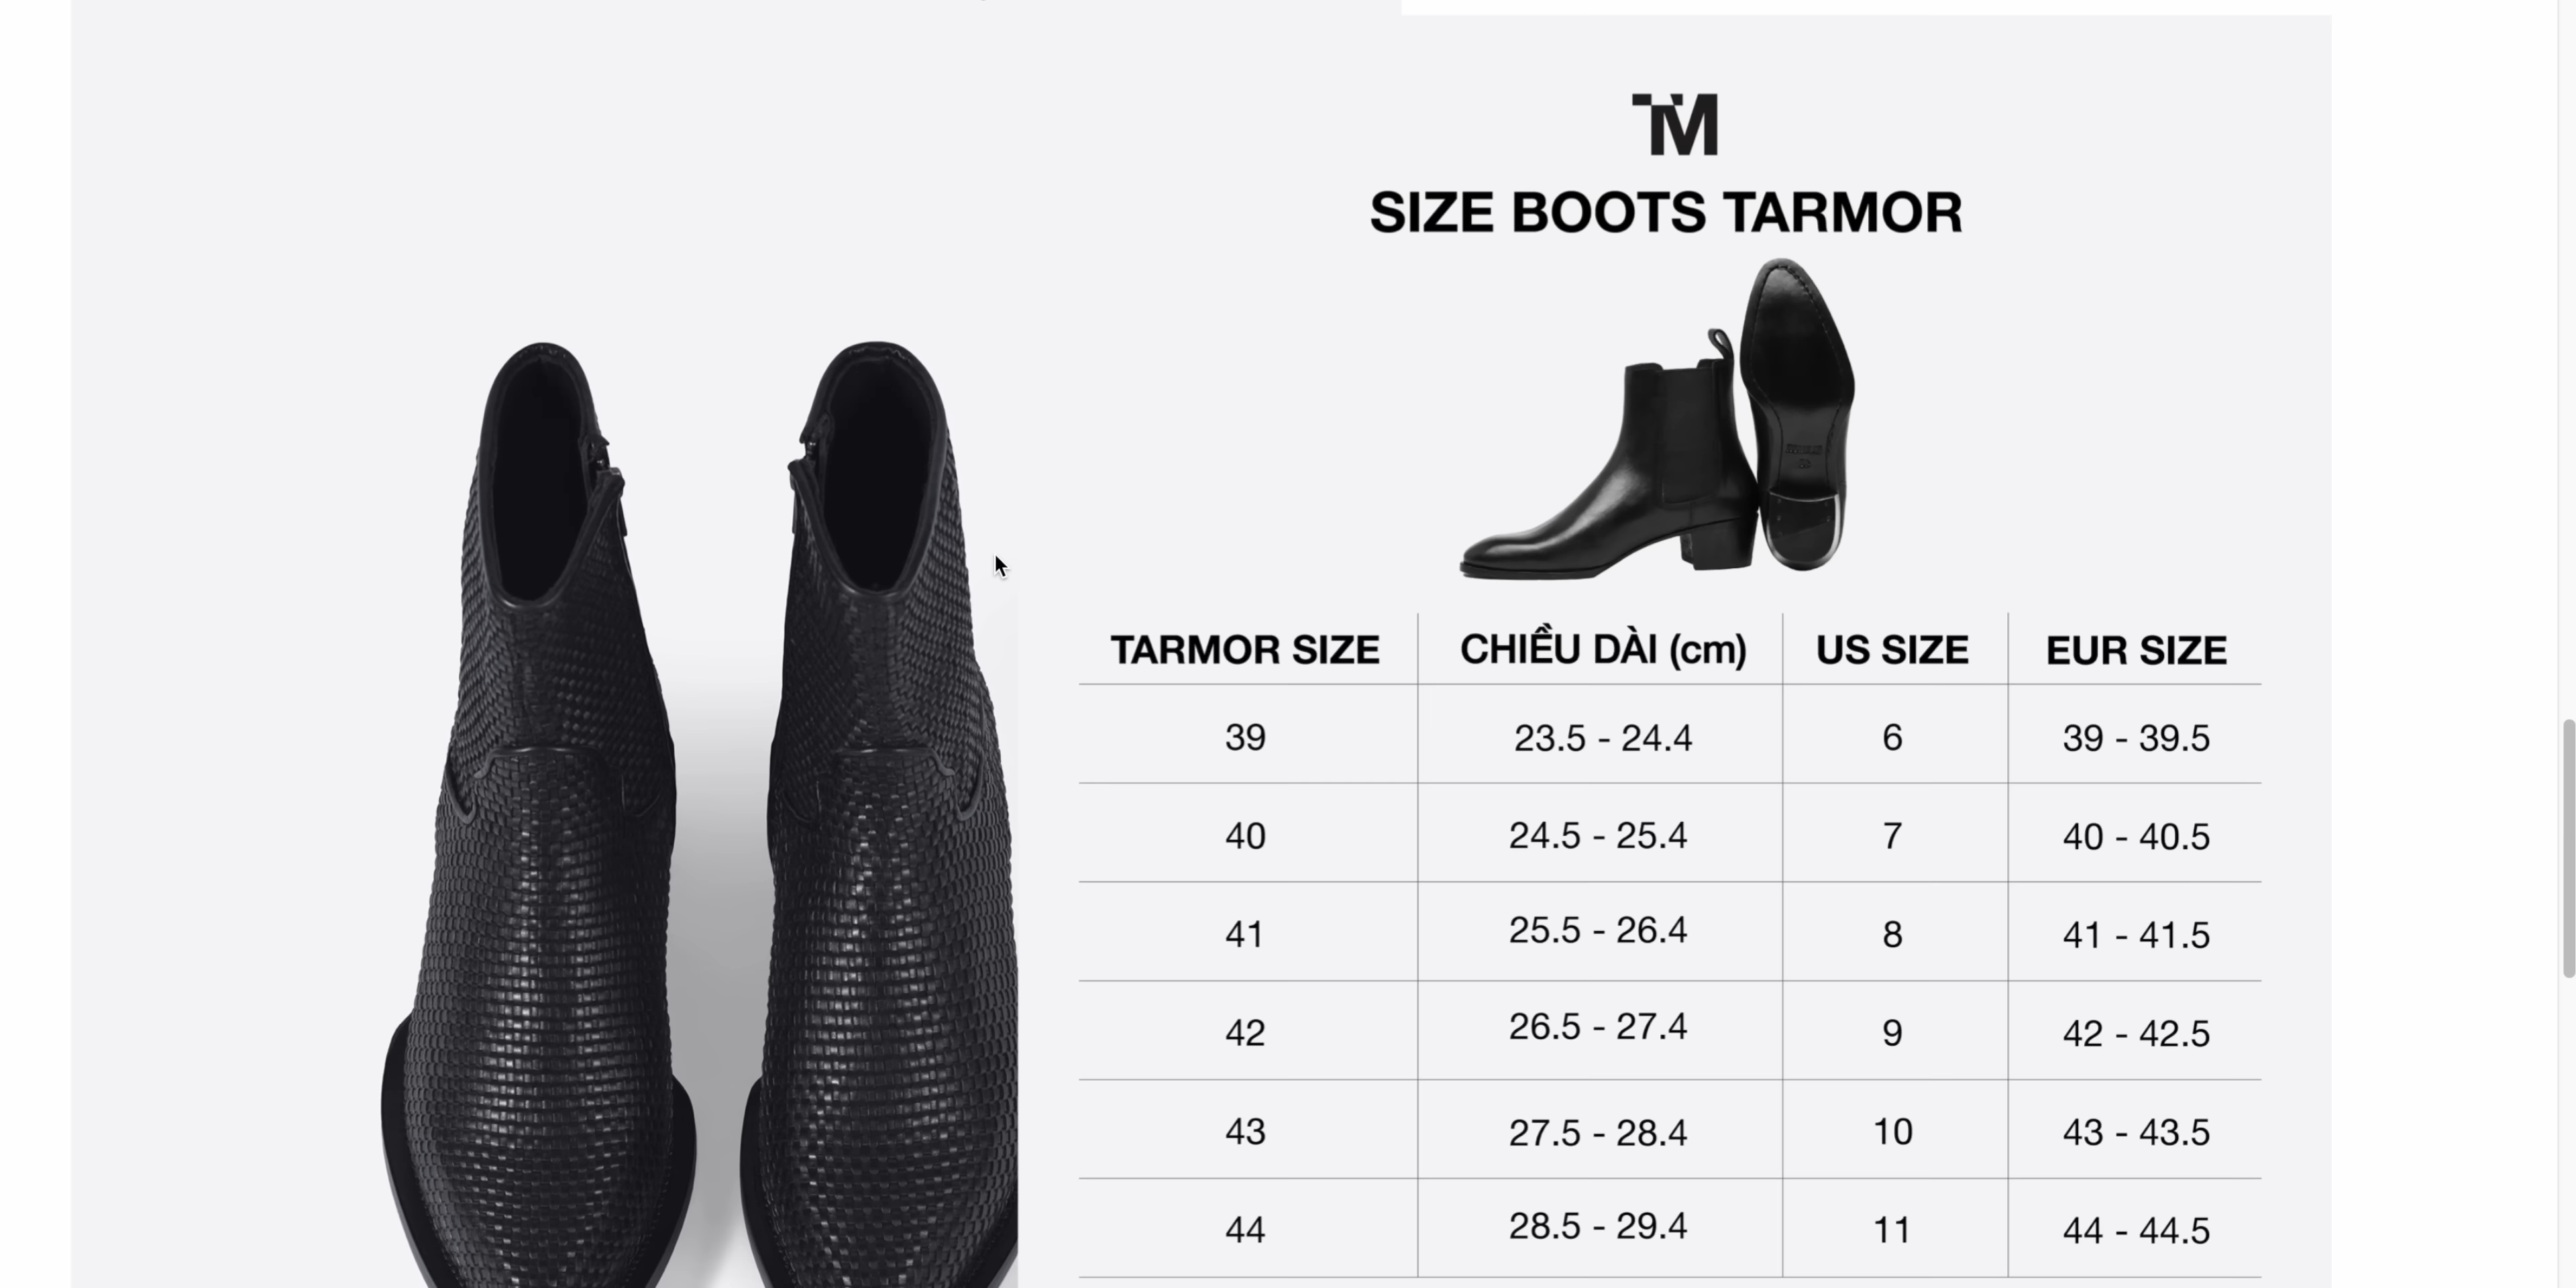 TM
SIZE BOOTS TARMOR
TARMOR SIZE CHIỀU DÀI (cm) US SIZE EUR SIZE
39 23.5 - 24.4 6 39 - 39.5
40 24.5 - 25.4 7 40 - 40.5
41 25.5 - 26.4 8 41 - 41.5
42 26.5 - 27.4 9 42 - 42.5
43 27.5 - 28.4 10 43 - 43.5
44 28.5 - 29.4 11 44 - 44.5